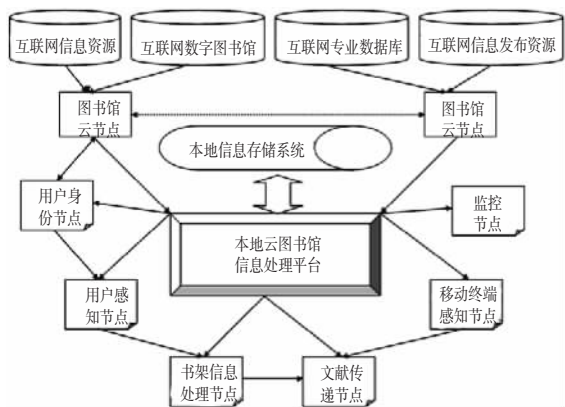 互联网信息资源
互联网数字图书馆
互联网专业数据库
互联网信息发布资源
图书馆
云节点
图书馆
云节点
本地信息存储系统
用户身
份节点
监控
节点
本地云图书馆
信息处理平台
用户感
知节点
移动终端
感知节点
书架信息
处理节点
文献传
递节点